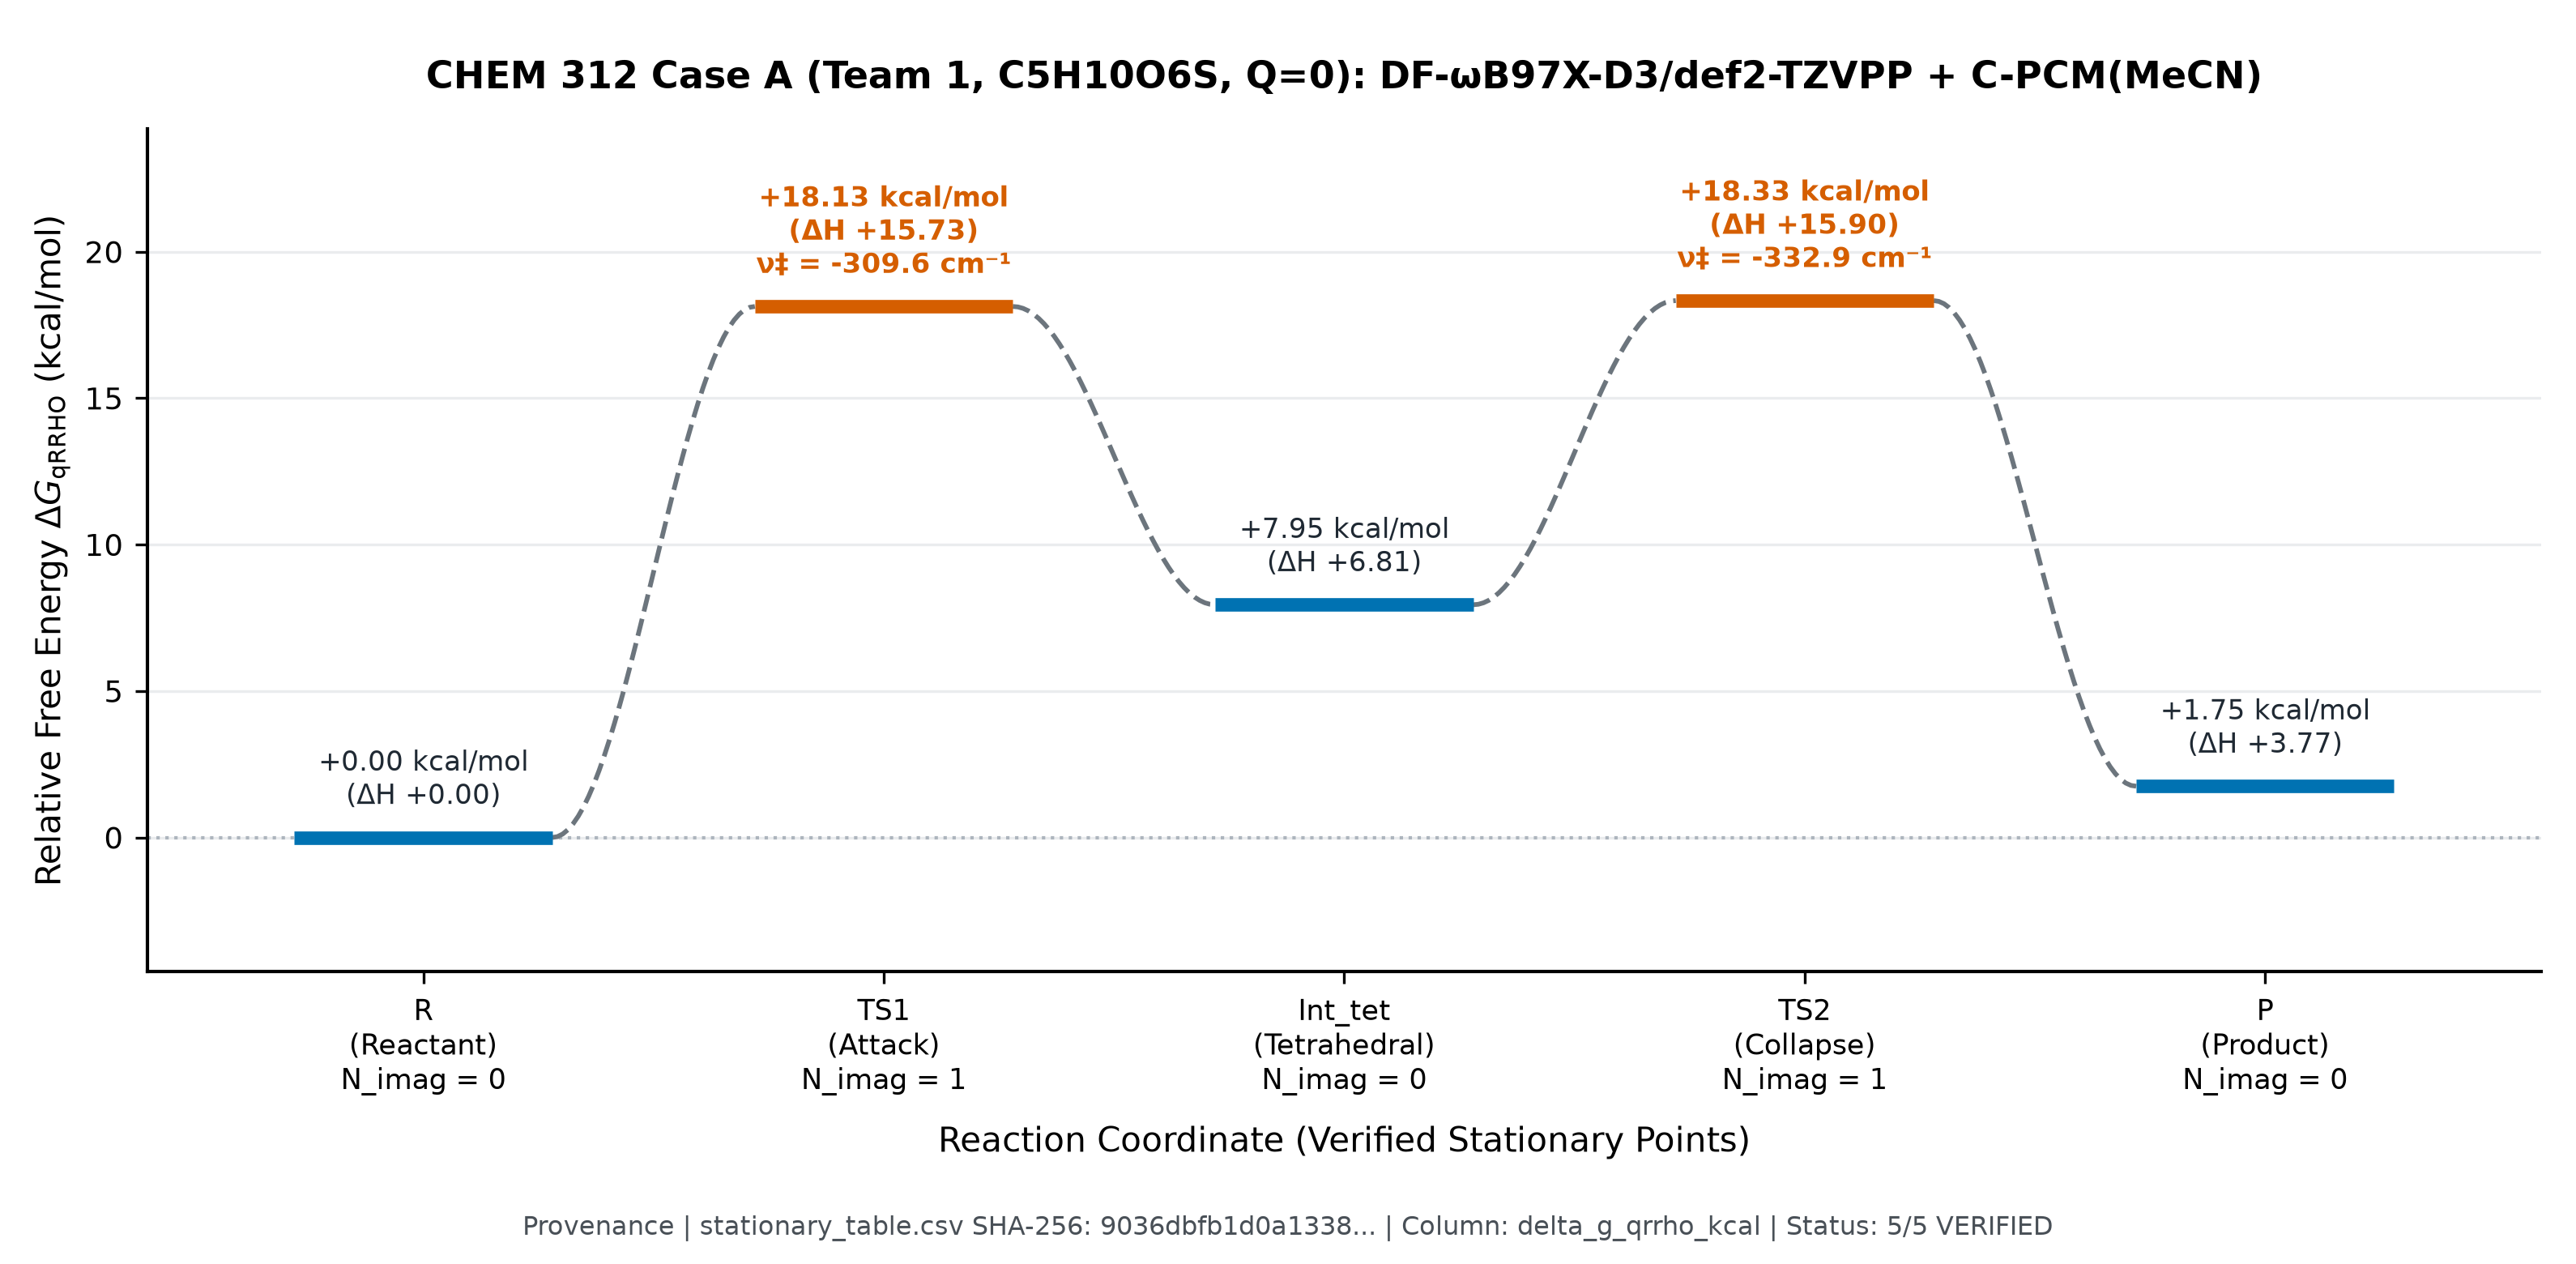 CHEM 312 Case A (Team 1, C5H10O6S, Q=0): DF-ωB97X-D3/def2-TZVPP + C-PCM(MeCN)
Relative Free Energy ΔG_qRRHO (kcal/mol)
20
15
10
5
0
+0.00 kcal/mol
(ΔH +0.00)
+18.13 kcal/mol
(ΔH +15.73)
ν‡ = -309.6 cm⁻¹
+7.95 kcal/mol
(ΔH +6.81)
+18.33 kcal/mol
(ΔH +15.90)
ν‡ = -332.9 cm⁻¹
+1.75 kcal/mol
(ΔH +3.77)
R
(Reactant)
N_imag = 0
TS1
(Attack)
N_imag = 1
Int_tet
(Tetrahedral)
N_imag = 0
TS2
(Collapse)
N_imag = 1
P
(Product)
N_imag = 0
Reaction Coordinate (Verified Stationary Points)
Provenance | stationary_table.csv SHA-256: 9036dbfb1d0a1338... | Column: delta_g_qrrho_kcal | Status: 5/5 VERIFIED